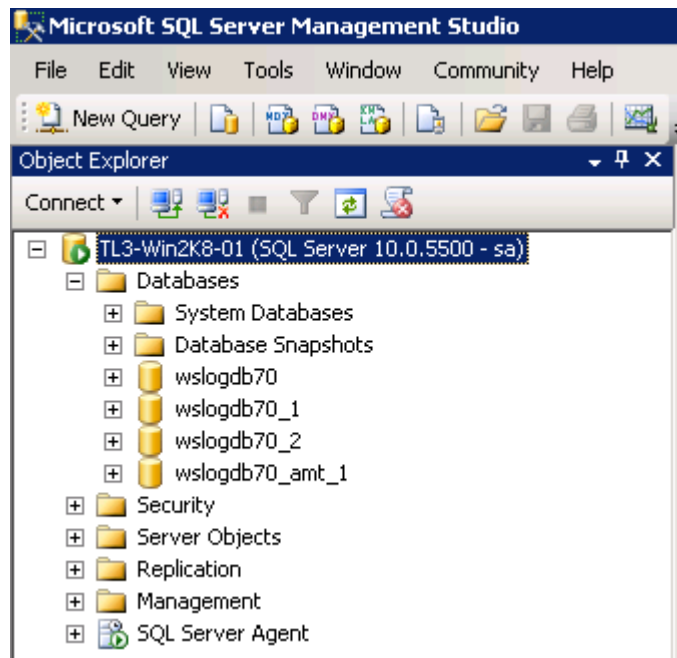 Microsoft SQL Server Management Studio
File Edit View Tools Window Community Help
New Query
Object Explorer
Connect
TL3-Win2K8-01 (SQL Server 10.0.5500 - sa)
Databases
System Databases
Database Snapshots
wslogdb70
wslogdb70_1
wslogdb70_2
wslogdb70_amt_1
Security
Server Objects
Replication
Management
SQL Server Agent